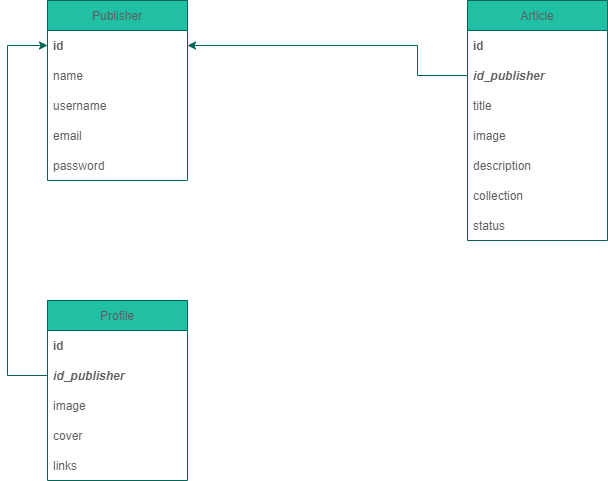 Publisher
id
name
username
email
password
Article
id
id_publisher
title
image
description
collection
status
Profile
id
id_publisher
image
cover
links